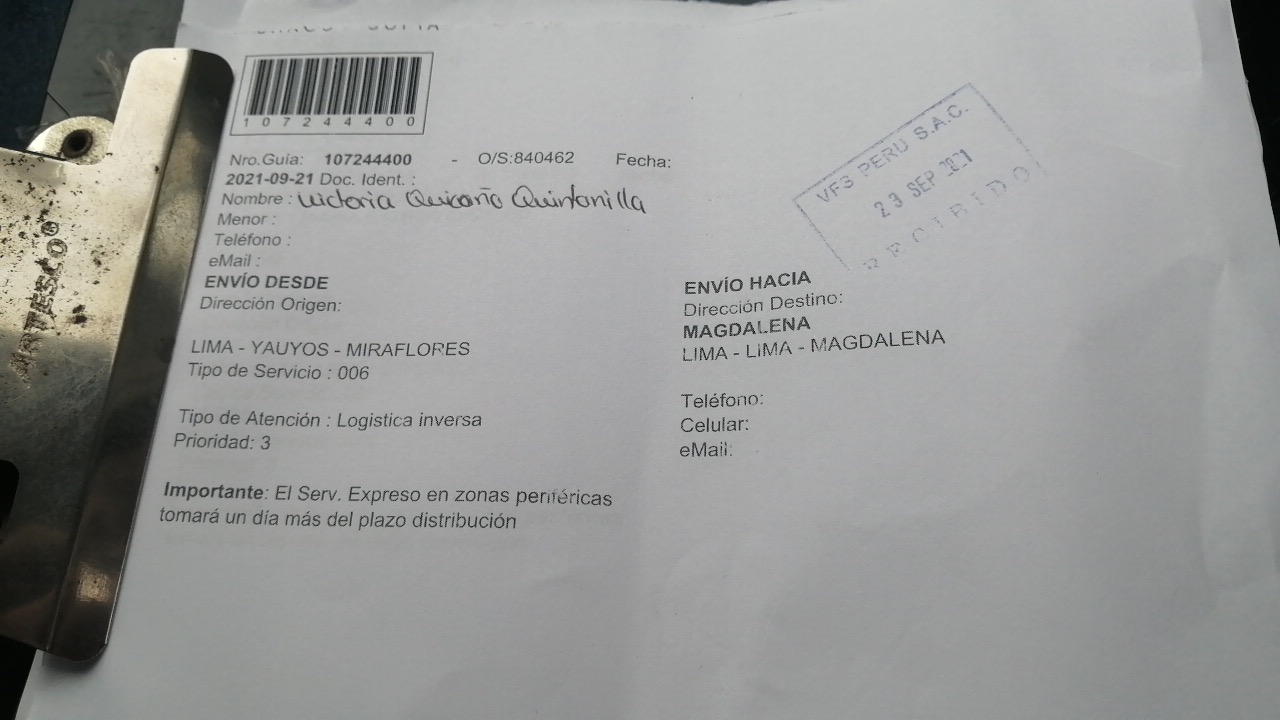 107244400
Nro.Guía: 107244400 - O/S:840462 Fecha:
2021-09-21 Doc. Ident. :
Nombre : Victoria Quicaño Quintanilla
Menor :
Teléfono :
eMail :
ENVÍO DESDE
Dirección Origen:
LIMA - YAUYOS - MIRAFLORES
Tipo de Servicio : 006
Tipo de Atención : Logistica inversa
Prioridad: 3
Importante: El Serv. Expreso en zonas periféricas
tomará un día más del plazo distribución
VF3 PERU S.A.C.
23 SEP 2021
RECIBIDO
ENVÍO HACIA
Dirección Destino:
MAGDALENA
LIMA - LIMA - MAGDALENA
Teléfono:
Celular:
eMail:
ARTESCO®